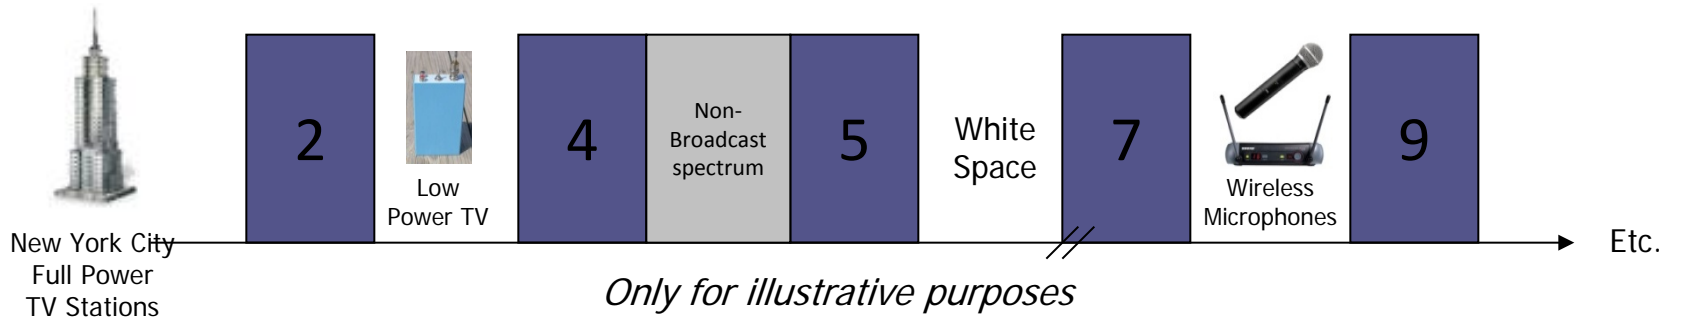 2
Low
Power TV
4
Non-
Broadcast
spectrum
5
White
Space
7
Wireless
Microphones
9
New York City
Full Power
TV Stations
Etc.
Only for illustrative purposes